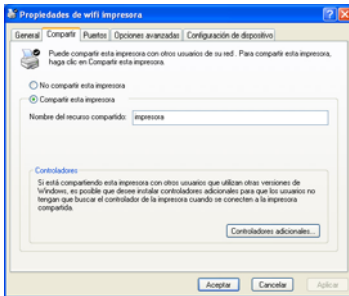 Propiedades de wifi impresora
General Compartir Puertos Opciones avanzadas Configuración de dispositivo
Puede compartir esta impresora con otros usuarios de su red. Para compartir esta impresora,
haga clic en Compartir esta impresora.
No compartir esta impresora
Compartir esta impresora
Nombre del recurso compartido: impresora
Controladores
Si está compartiendo esta impresora con otros usuarios que utilizan otras versiones de
Windows, es posible que desee instalar controladores adicionales para que los usuarios no
tengan que buscar el controlador de la impresora cuando se conecten a la impresora
compartida.
Controladores adicionales...
Aceptar Cancelar Aplicar